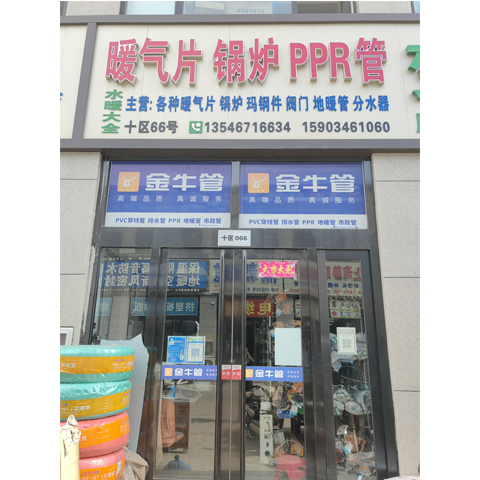 暖气片 锅炉 PPR管
水暖大全
主营: 各种暖气片 锅炉 玛钢件 阀门 地暖管 分水器
十区66号 13546716634 15903461060
金牛管
高端品质 真诚服务
PVC穿线管 排水管 PPR 地暖管 市政管
金牛管
高端品质 真诚服务
PVC穿线管 排水管 PPR 地暖管 市政管
十区 066
金牛管
金牛管